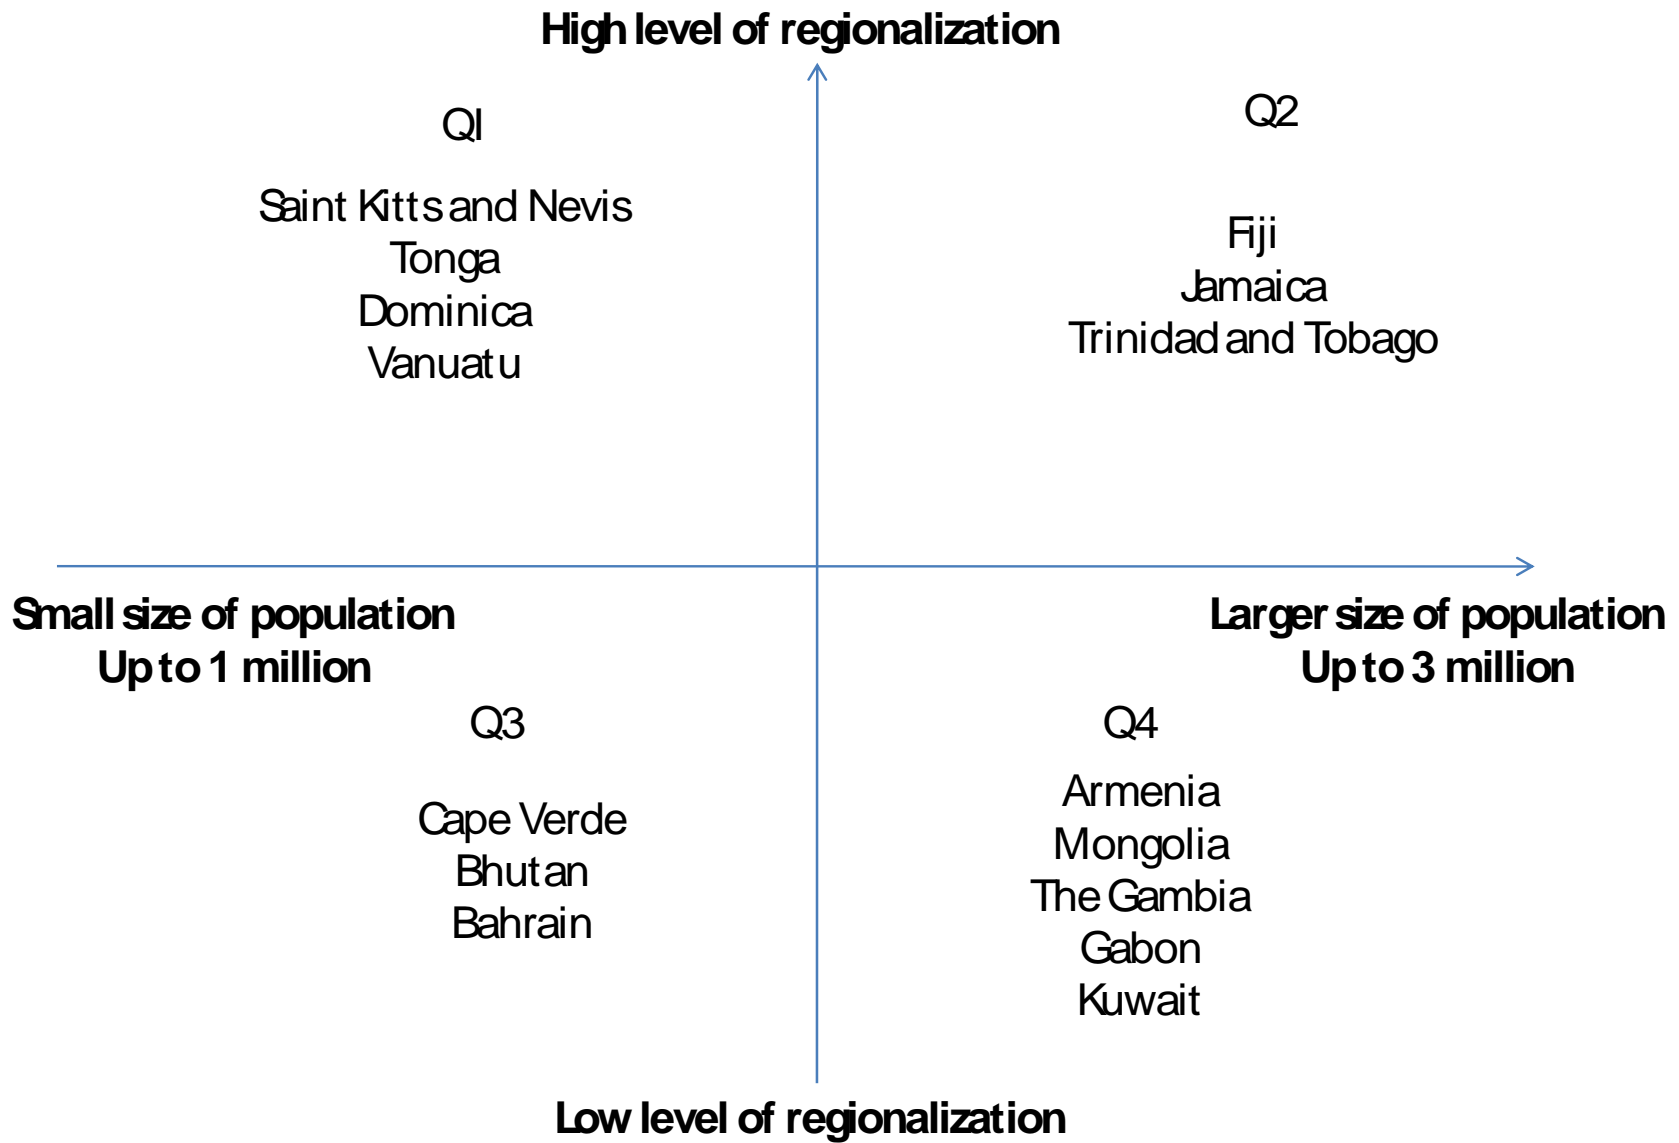 High level of regionalization
Q1
Saint Kitts and Nevis
Tonga
Dominica
Vanuatu
Q2
Fiji
Jamaica
Trinidad and Tobago
Small size of population
Up to 1 million
Larger size of population
Up to 3 million
Q3
Cape Verde
Bhutan
Bahrain
Q4
Armenia
Mongolia
The Gambia
Gabon
Kuwait
Low level of regionalization